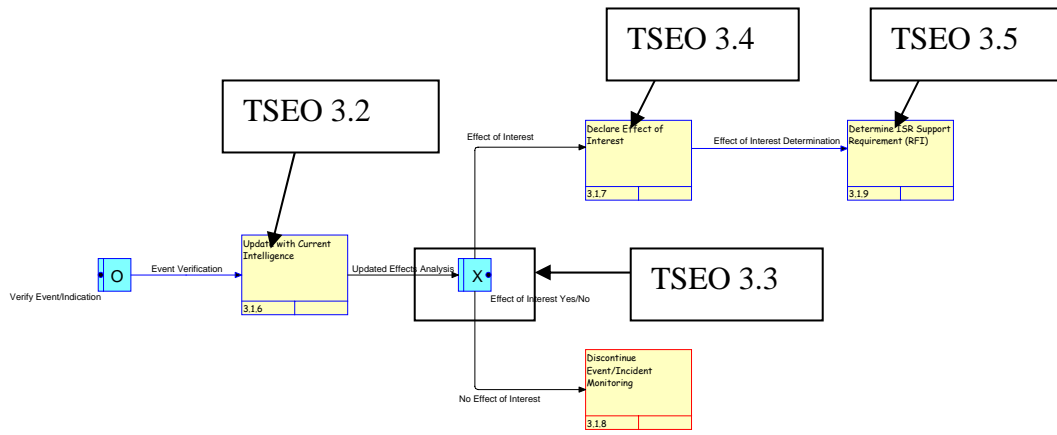 TSEO 3.4
TSEO 3.5
TSEO 3.2
Effect of Interest
Declare Effect of
Interest
3.1.7
Effect of Interest Determination
Determine ISR Support
Requirement (RFI)
3.1.9
Verify Event/Indication
O
Event Verification
Update with Current
Intelligence
3.1.6
Updated Effects Analysis
X
Effect of Interest Yes/No
TSEO 3.3
No Effect of Interest
Discontinue
Event/Incident
Monitoring
3.1.8